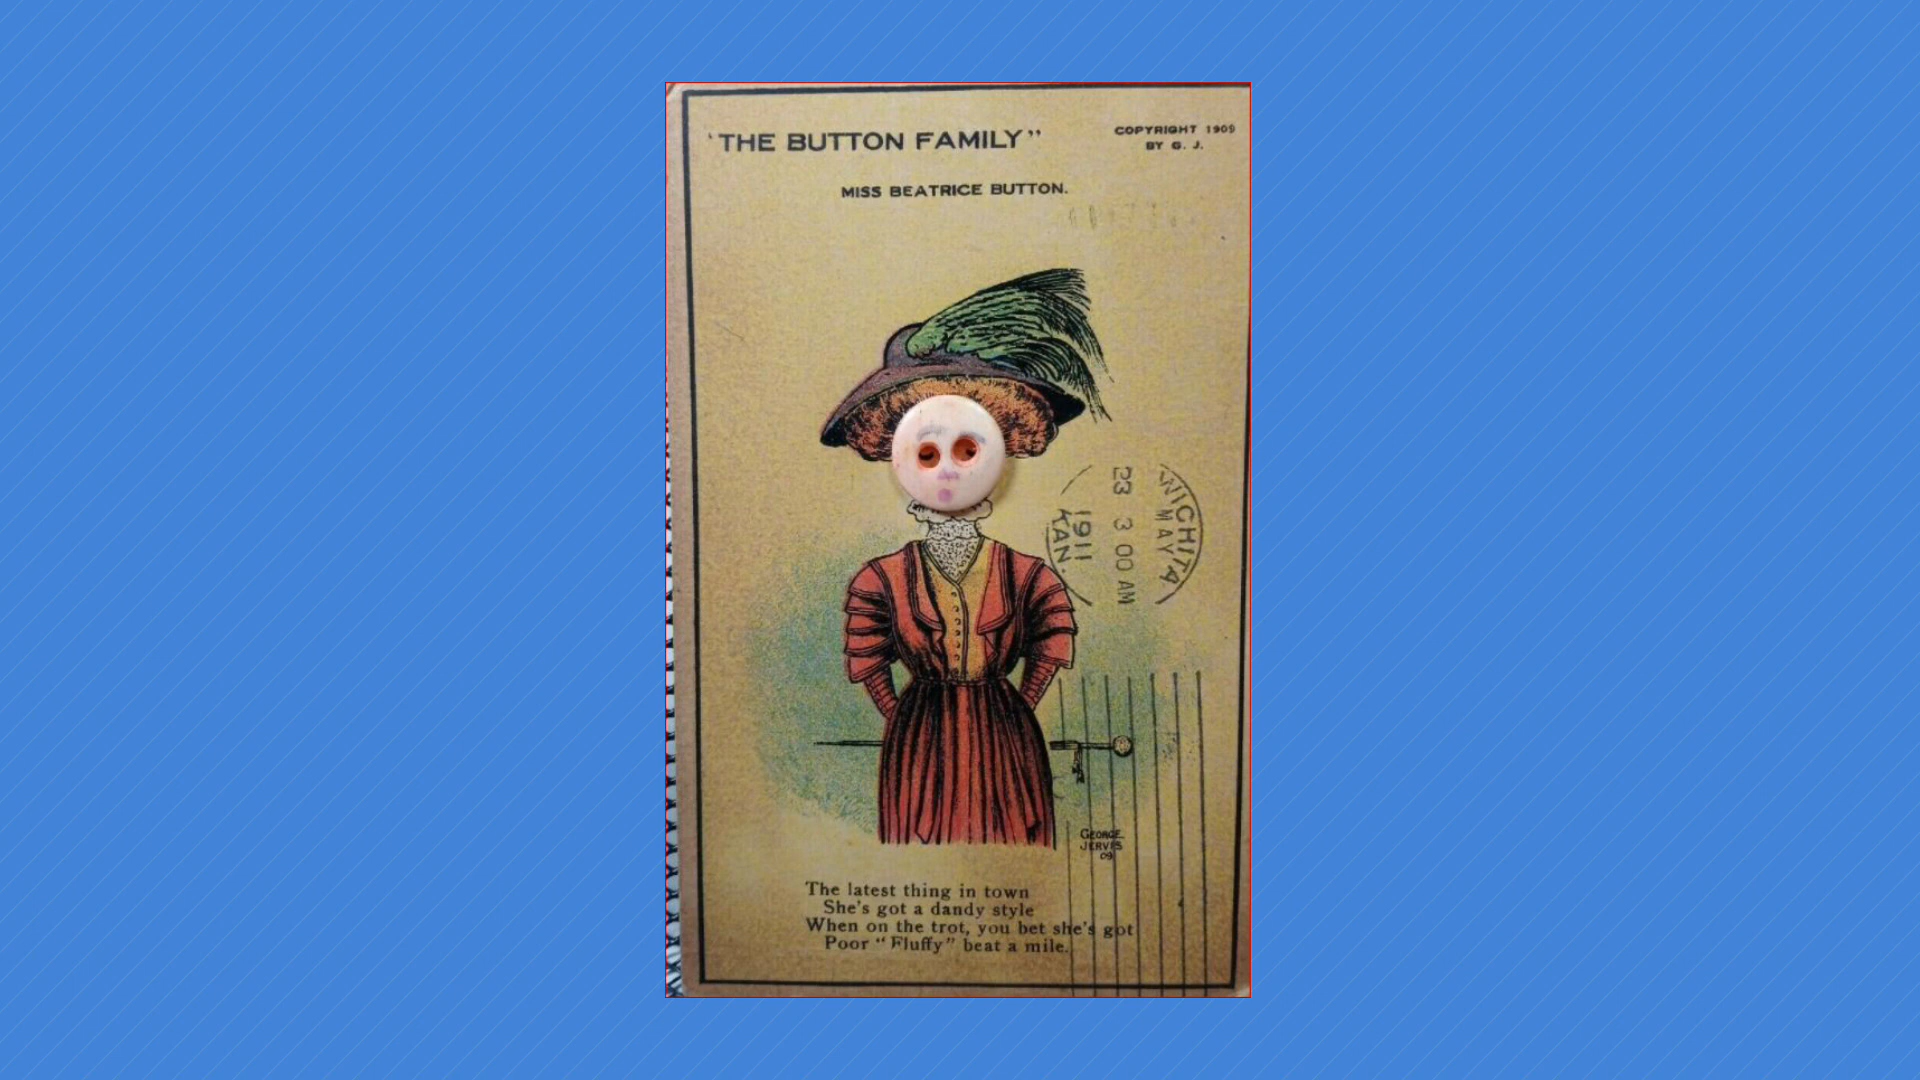 'THE BUTTON FAMILY"
COPYRIGHT 1909
BY G. J.
MISS BEATRICE BUTTON.
WICHITA
MAY
23 3 00 AM
1911
KAN.
GEORGE
JERVIS
09
The latest thing in town
She's got a dandy style
When on the trot, you bet she's got
Poor "Fluffy" beat a mile.